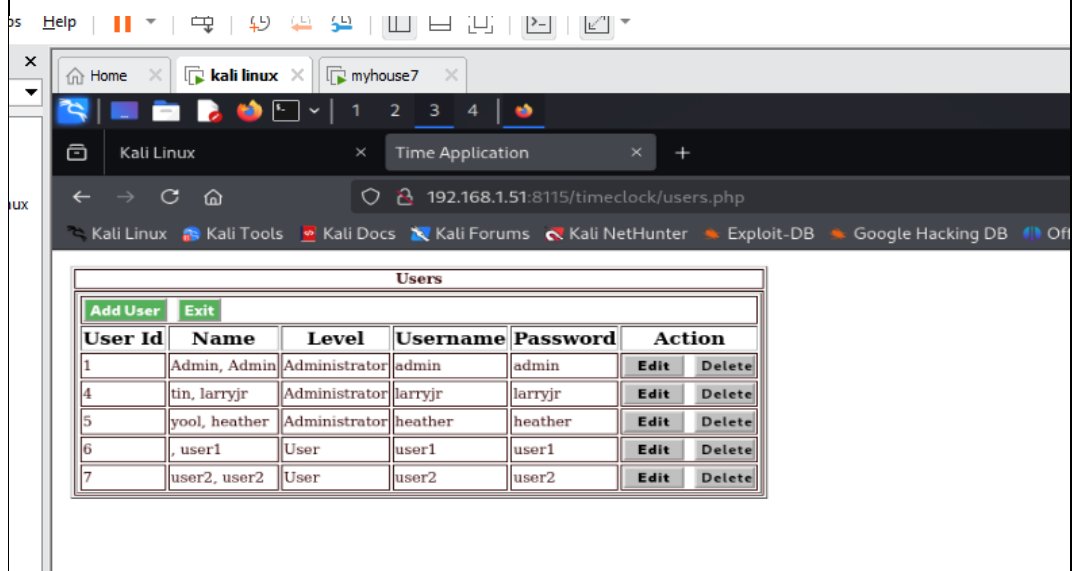 Help
Home kali linux myhouse7
1 2 3 4
Kali Linux Time Application
192.168.1.51:8115/timeclock/users.php
Kali Linux Kali Tools Kali Docs Kali Forums Kali NetHunter Exploit-DB Google Hacking DB
Users
Add User Exit
User Id Name Level Username Password Action
1 Admin, Admin Administrator admin admin Edit Delete
4 tin, larryjr Administrator larryjr larryjr Edit Delete
5 yool, heather Administrator heather heather Edit Delete
6 , user1 User user1 user1 Edit Delete
7 user2, user2 User user2 user2 Edit Delete